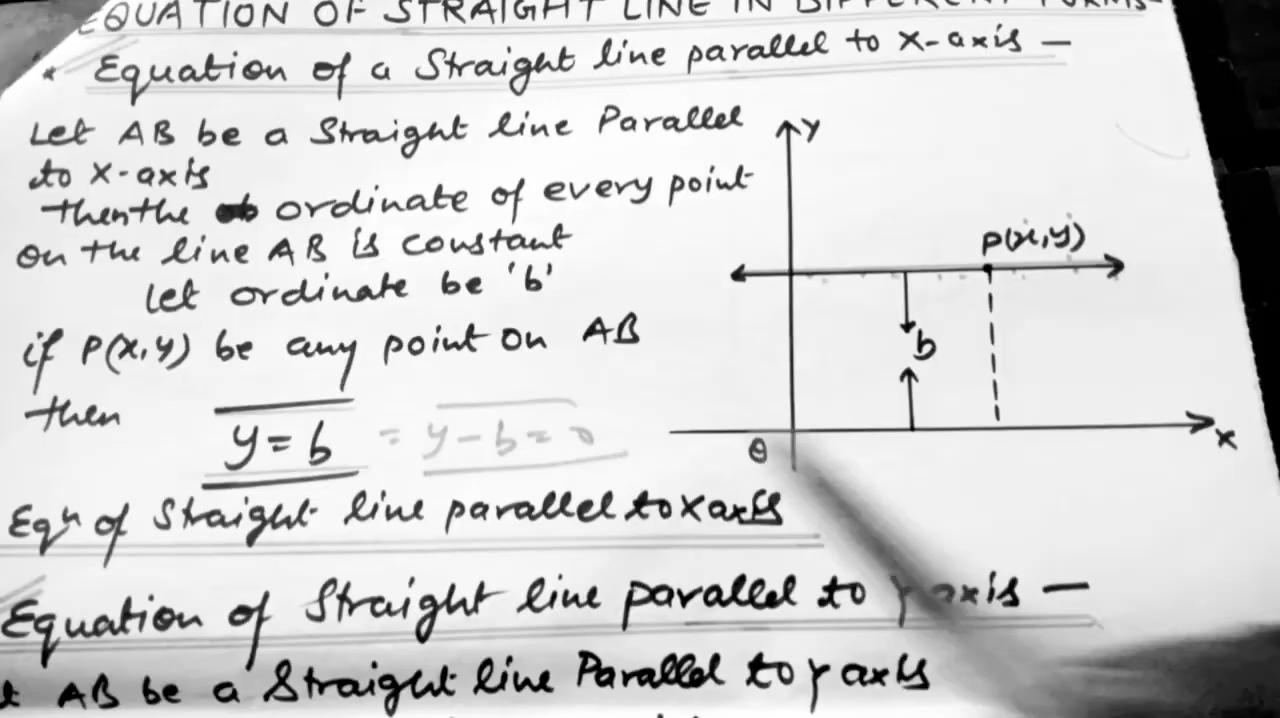 EQUATION OF STRAIGHT LINE IN DIFFERENT FORMS
* Equation of a Straight line parallel to X-axis —
Let AB be a Straight line Parallel
to X-axis
then the ordinate of every point
on the line AB is constant
Let ordinate be 'b'
if P(x,y) be any point on AB
then y = b = y - b = 0
Eqn of Straight line parallel to x axis
Equation of Straight line parallel to y axis —
AB be a Straight line Parallel to y axis
Y
P(x,y)
b
X